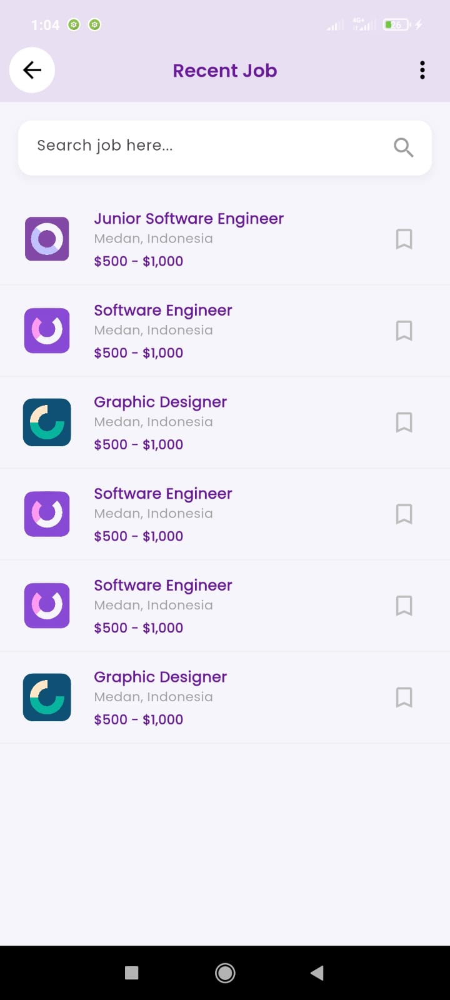 1:04
4G+
26
Recent Job
Search job here...
Junior Software Engineer
Medan, Indonesia
$500 - $1,000
Software Engineer
Medan, Indonesia
$500 - $1,000
Graphic Designer
Medan, Indonesia
$500 - $1,000
Software Engineer
Medan, Indonesia
$500 - $1,000
Software Engineer
Medan, Indonesia
$500 - $1,000
Graphic Designer
Medan, Indonesia
$500 - $1,000